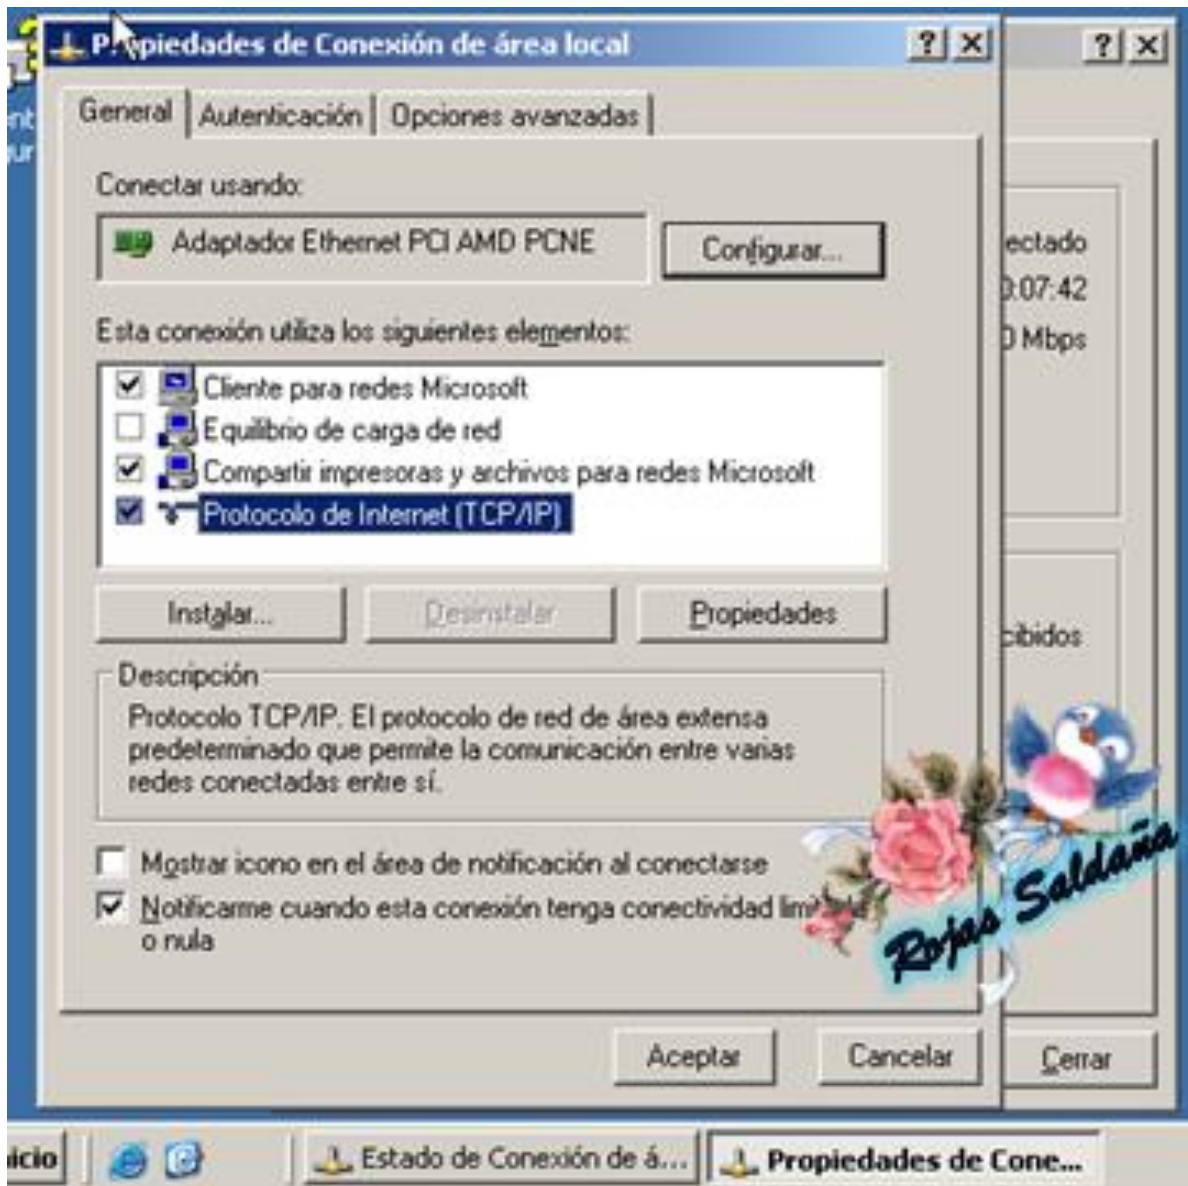 Propiedades de Conexión de área local
General
Autenticación
Opciones avanzadas
Conectar usando:
Adaptador Ethernet PCI AMD PCNE
Configurar...
ectado
0:07:42
0 Mbps
Esta conexión utiliza los siguientes elementos:
Cliente para redes Microsoft
Equilibrio de carga de red
Compartir impresoras y archivos para redes Microsoft
Protocolo de Internet (TCP/IP)
Instalar...
Desinstalar
Propiedades
cibidos
Descripción
Protocolo TCP/IP. El protocolo de red de área extensa
predeterminado que permite la comunicación entre varias
redes conectadas entre sí.
Mostrar icono en el área de notificación al conectarse
Notificarme cuando esta conexión tenga conectividad limitada
o nula
Rojas Saldaña
Aceptar
Cancelar
Cerrar
icio
Estado de Conexión de á...
Propiedades de Cone...